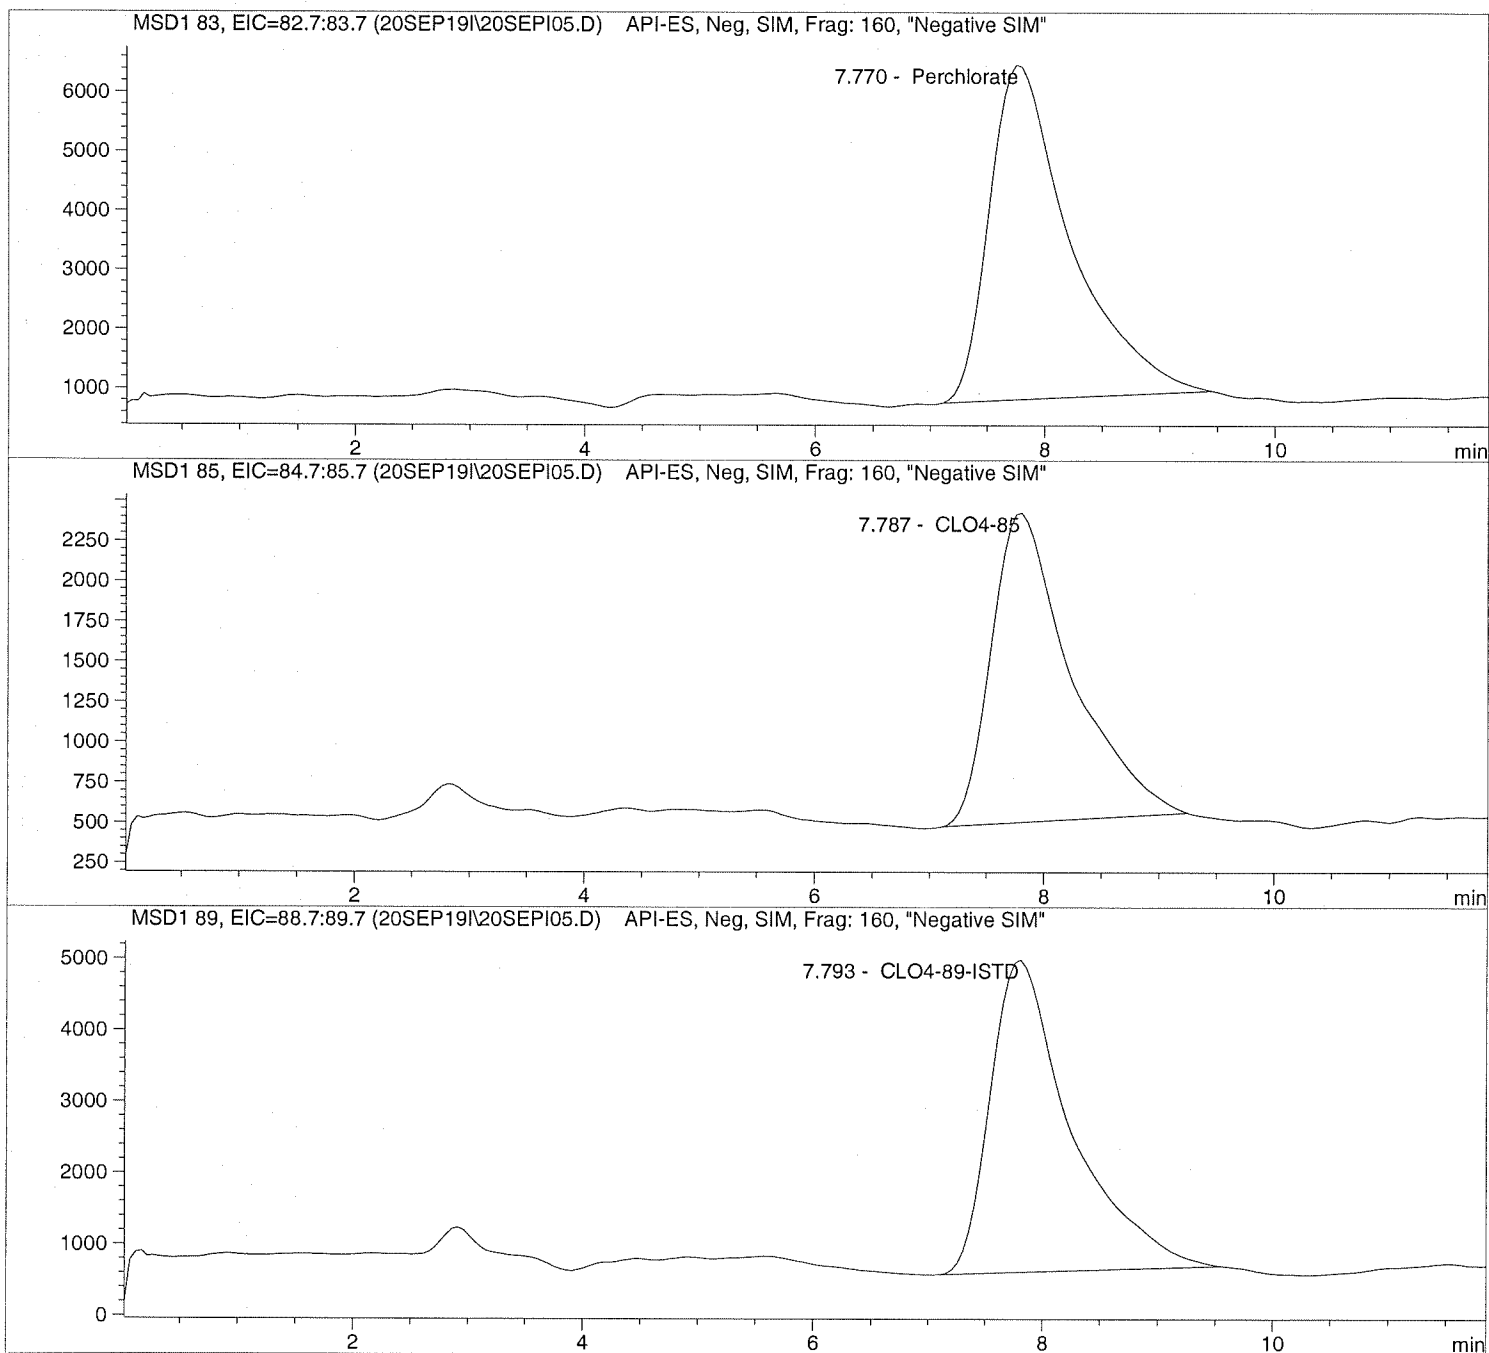 MSD1 83, EIC=82.7:83.7 (20SEP19I\20SEPI05.D) API-ES, Neg, SIM, Frag: 160, "Negative SIM"
7.770 - Perchlorate
6000
5000
4000
3000
2000
1000
2 4 6 8 10 min
MSD1 85, EIC=84.7:85.7 (20SEP19I\20SEPI05.D) API-ES, Neg, SIM, Frag: 160, "Negative SIM"
7.787 - CLO4-85
2250
2000
1750
1500
1250
1000
750
500
250
2 4 6 8 10 min
MSD1 89, EIC=88.7:89.7 (20SEP19I\20SEPI05.D) API-ES, Neg, SIM, Frag: 160, "Negative SIM"
5000
7.793 - CLO4-89-ISTD
4000
3000
2000
1000
0
2 4 6 8 10 min